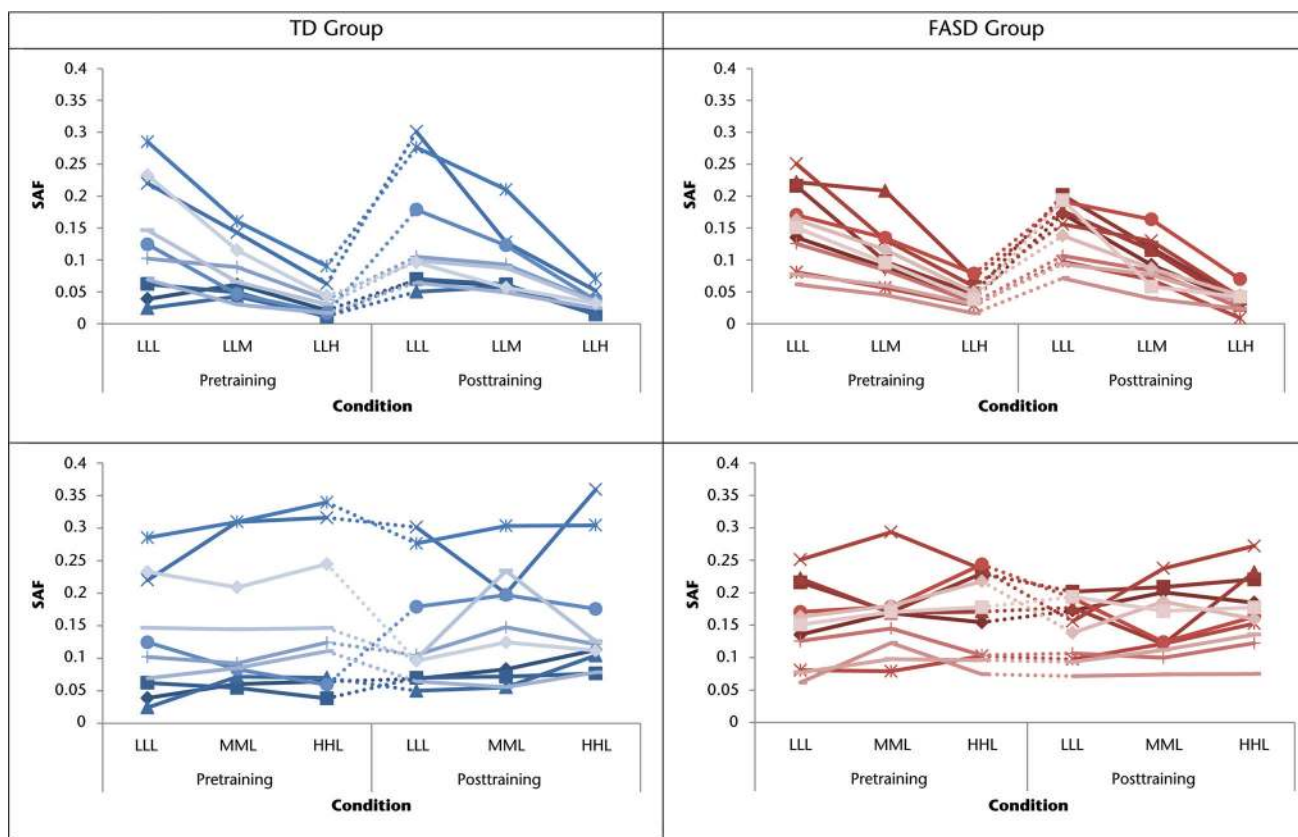 TD Group
FASD Group
0.4
0.35
0.3
0.25
0.2
0.15
0.1
0.05
0
SAF
LLL LLM LLH LLL LLM LLH
Pretraining Posttraining
Condition
0.4
0.35
0.3
0.25
0.2
0.15
0.1
0.05
0
SAF
LLL LLM LLH LLL LLM LLH
Pretraining Posttraining
Condition
0.4
0.35
0.3
0.25
0.2
0.15
0.1
0.05
0
SAF
LLL MML HHL LLL MML HHL
Pretraining Posttraining
Condition
0.4
0.35
0.3
0.25
0.2
0.15
0.1
0.05
0
SAF
LLL MML HHL LLL MML HHL
Pretraining Posttraining
Condition